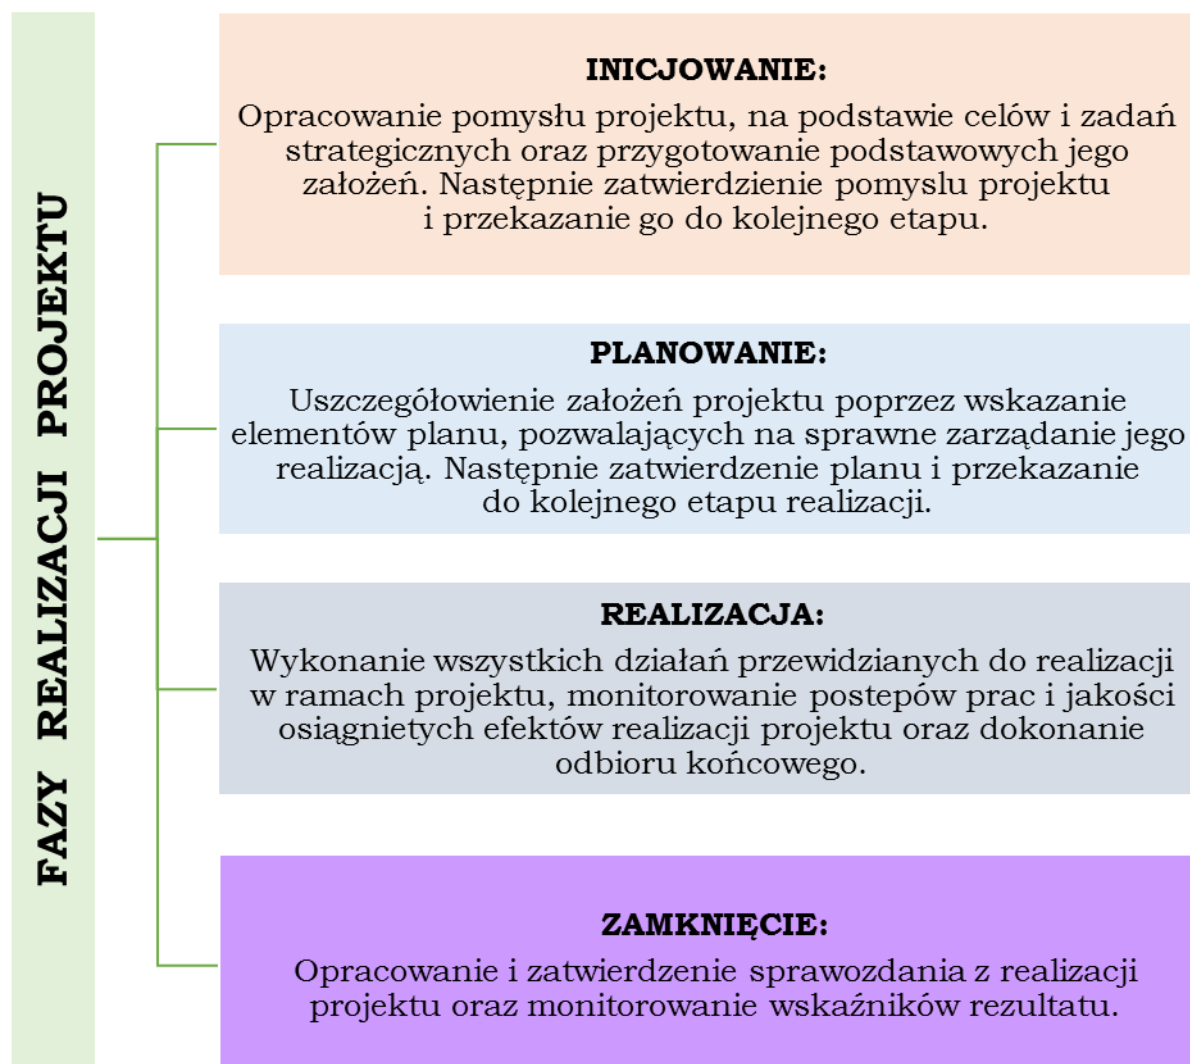 FAZY REALIZACJI PROJEKTU
INICJOWANIE:
Opracowanie pomysłu projektu, na podstawie celów i zadań
strategicznych oraz przygotowanie podstawowych jego
założeń. Następnie zatwierdzienie pomyslu projektu
i przekazanie go do kolejnego etapu.
PLANOWANIE:
Uszczegółowienie założeń projektu poprzez wskazanie
elementów planu, pozwalających na sprawne zarządanie jego
realizacją. Następnie zatwierdzenie planu i przekazanie
do kolejnego etapu realizacji.
REALIZACJA:
Wykonanie wszystkich działań przewidzianych do realizacji
w ramach projektu, monitorowanie postepów prac i jakości
osiągnietych efektów realizacji projektu oraz dokonanie
odbioru końcowego.
ZAMKNIĘCIE:
Opracowanie i zatwierdzenie sprawozdania z realizacji
projektu oraz monitorowanie wskaźników rezultatu.